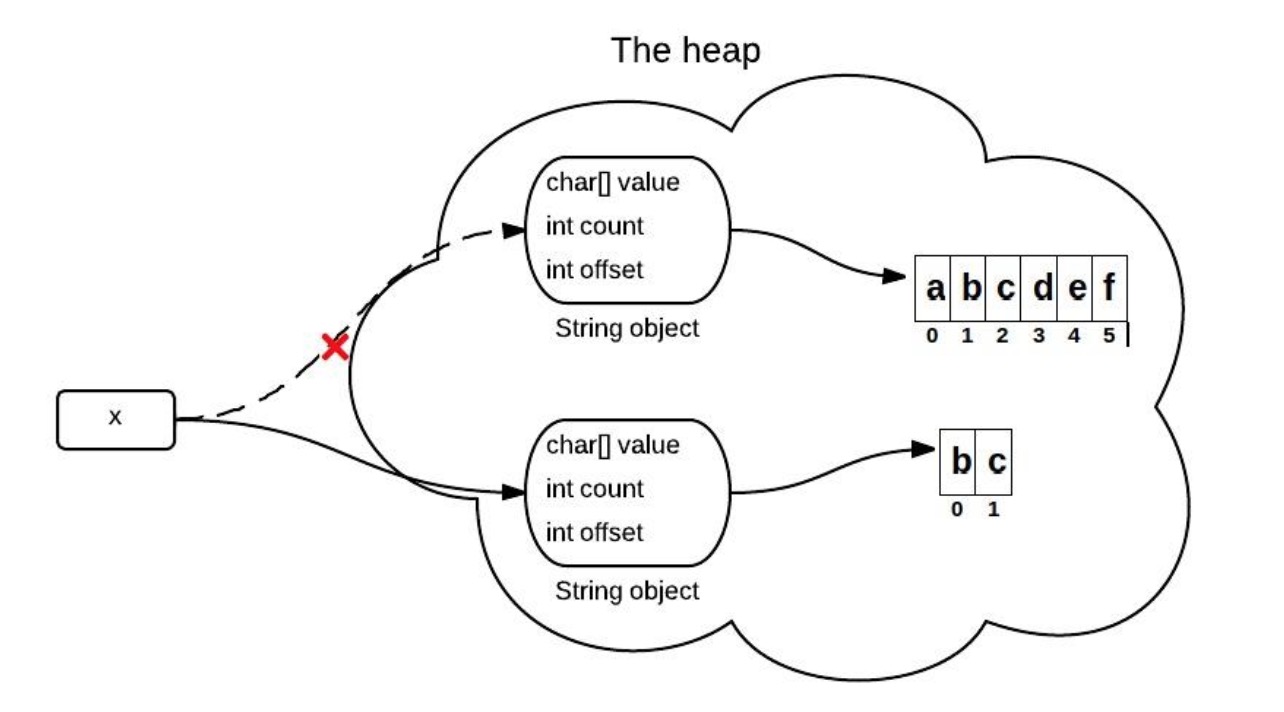 The heap
char[] value
int count
int offset
String object
a b c d e f
0 1 2 3 4 5
x
char[] value
int count
int offset
String object
b c
0 1